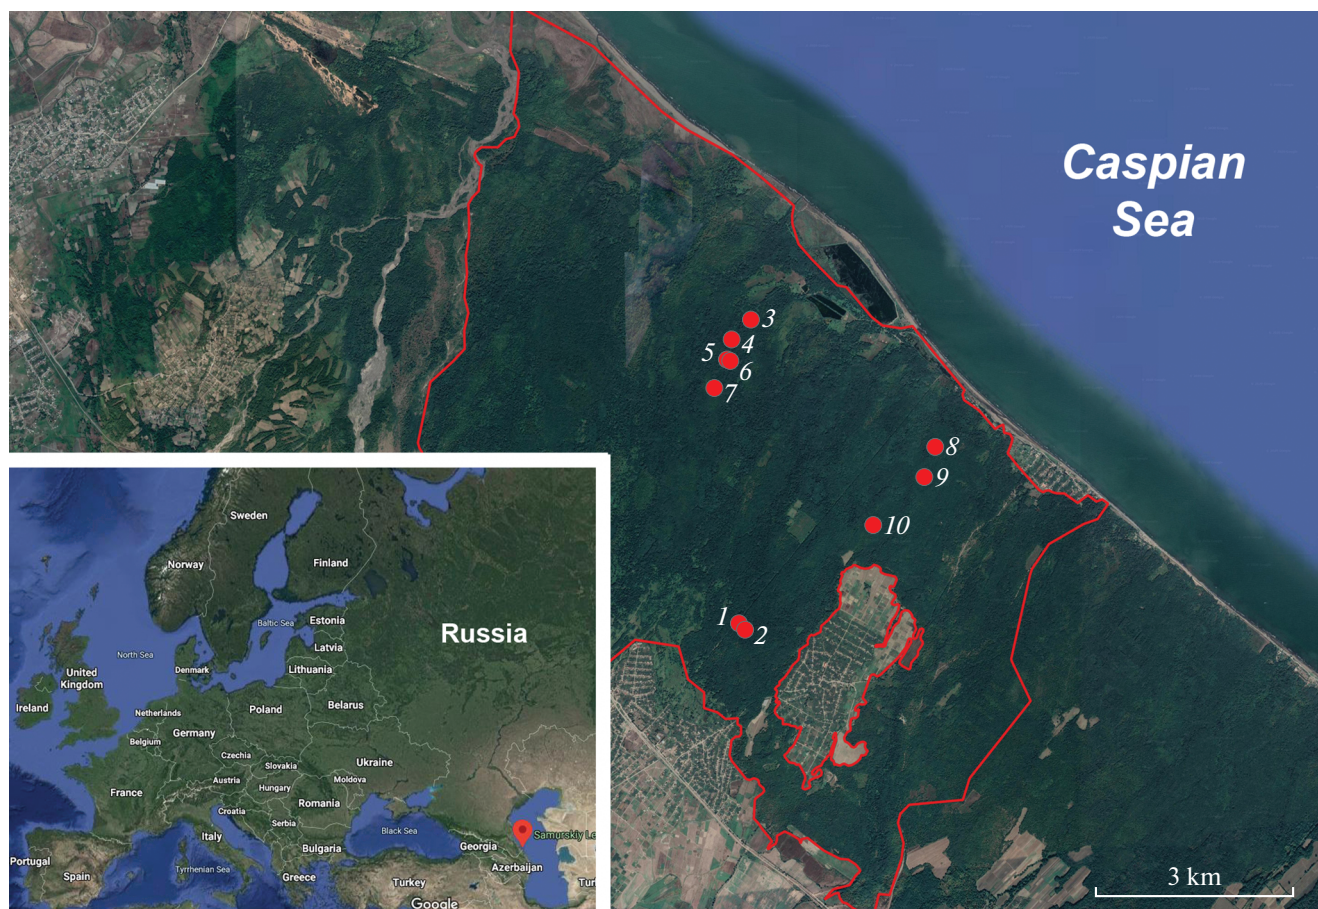 Caspian
Sea
3
4
5
6
7
8
9
10
1
2
3 km
Sweden
Norway
Finland
Russia
Baltic Sea
Estonia
North Sea
Latvia
Denmark
Lithuania
United
Kingdom
Ireland
Belarus
Netherlands
Poland
Belgium
Germany
Czechia
Ukraine
Slovakia
Austria
Moldova
France
Hungary
Romania
Croatia
Serbia
Italy
Black Sea
Samurskiy Le
Georgia
Bulgaria
Portugal
Azerbaijan
Spain
Tyrrhenian Sea
Greece
Turkey
Tur
Google